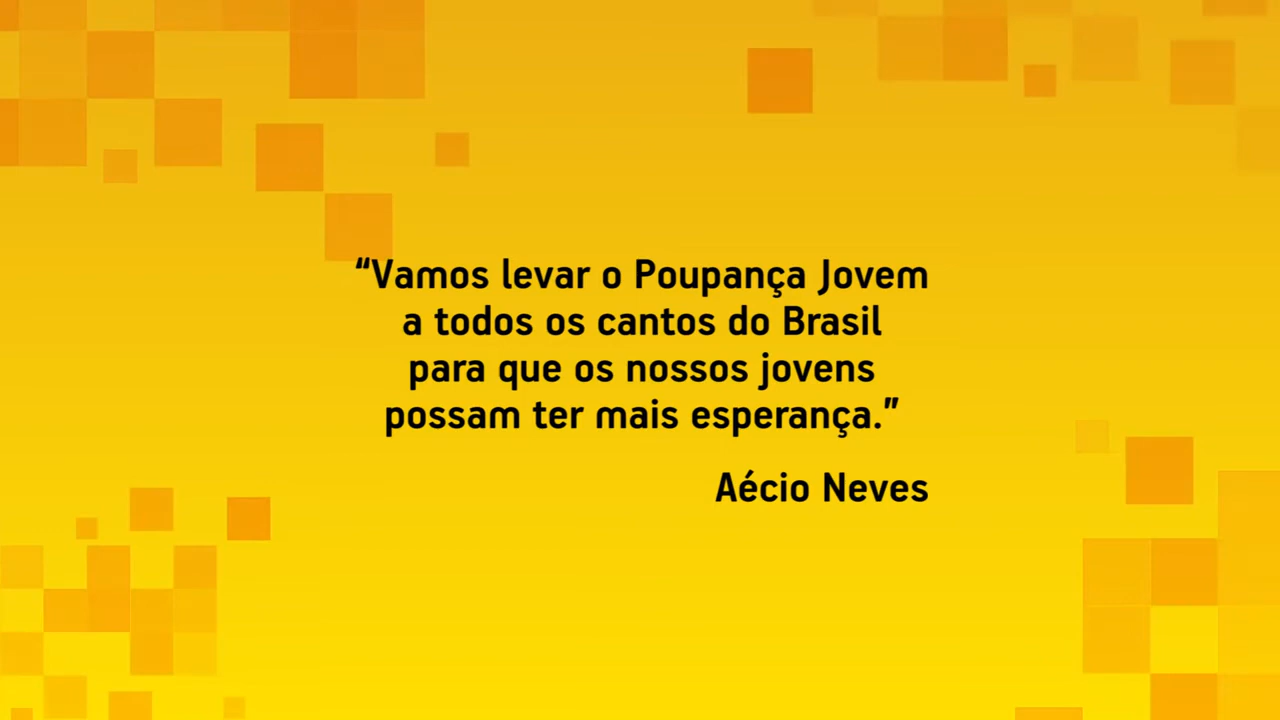 “Vamos levar o Poupança Jovem
a todos os cantos do Brasil
para que os nossos jovens
possam ter mais esperança.”
Aécio Neves